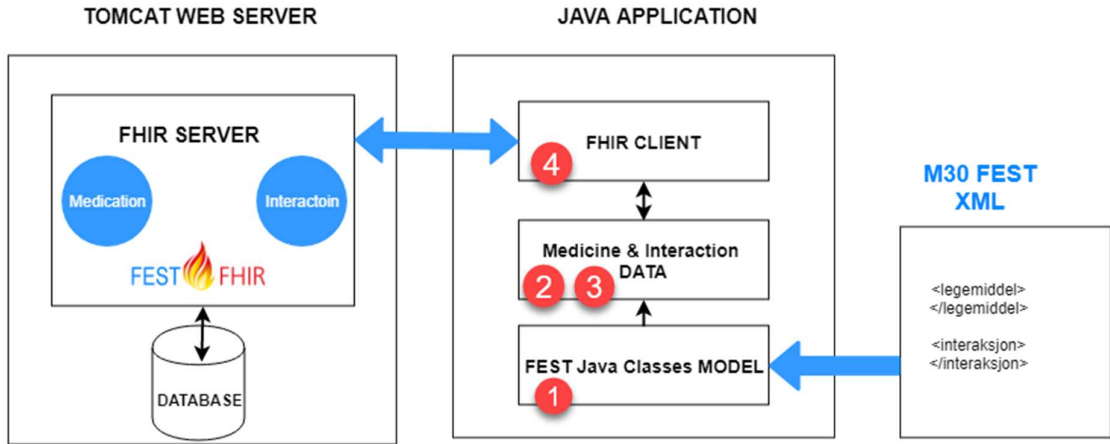 TOMCAT WEB SERVER
FHIR SERVER
Medication
Interactoin
FEST FHIR
DATABASE
JAVA APPLICATION
FHIR CLIENT
4
Medicine & Interaction
DATA
2 3
FEST Java Classes MODEL
1
M30 FEST
XML
<legemiddel>
</legemiddel>
<interaksjon>
</interaksjon>